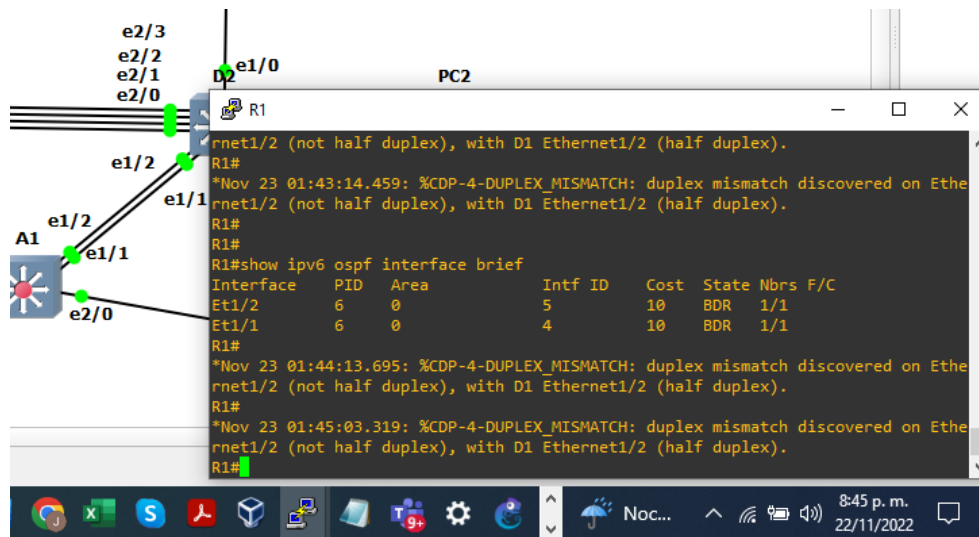 e2/3
e2/2
e2/1
e2/0
D2
e1/0
PC2
e1/2
e1/1
e1/2
A1
e1/1
e2/0
R1
rnet1/2 (not half duplex), with D1 Ethernet1/2 (half duplex).
R1#
*Nov 23 01:43:14.459: %CDP-4-DUPLEX_MISMATCH: duplex mismatch discovered on Ethe
rnet1/2 (not half duplex), with D1 Ethernet1/2 (half duplex).
R1#
R1#
R1#show ipv6 ospf interface brief
Interface    PID   Area            Intf ID    Cost  State Nbrs F/C
Et1/2        6     0               5          10    BDR   1/1
Et1/1        6     0               4          10    BDR   1/1
R1#
*Nov 23 01:44:13.695: %CDP-4-DUPLEX_MISMATCH: duplex mismatch discovered on Ethe
rnet1/2 (not half duplex), with D1 Ethernet1/2 (half duplex).
R1#
*Nov 23 01:45:03.319: %CDP-4-DUPLEX_MISMATCH: duplex mismatch discovered on Ethe
rnet1/2 (not half duplex), with D1 Ethernet1/2 (half duplex).
R1#
9+
Noc...
8:45 p. m.
22/11/2022